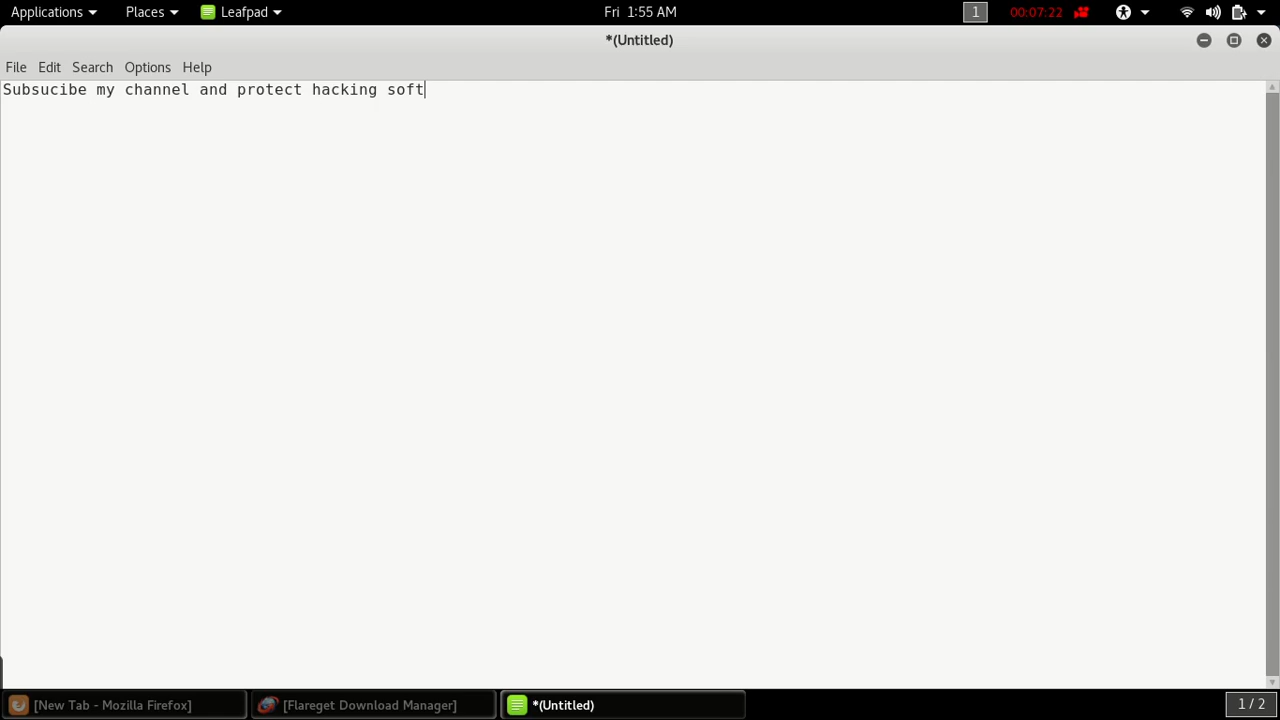 Applications Places Leafpad Fri 1:55 AM 1 00:07:22
*(Untitled)
File Edit Search Options Help
Subsucibe my channel and protect hacking soft
[New Tab - Mozilla Firefox] [Flareget Download Manager] *(Untitled) 1 / 2